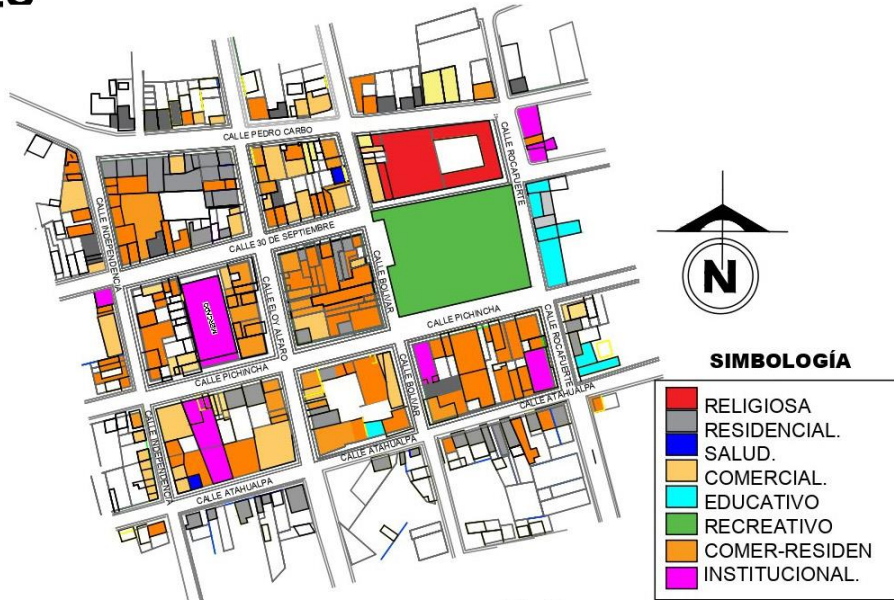 CALLE PEDRO CARBO
CALLE ROCAFUERTE
CALLE INDEPENDENCIA
CALLE 30 DE SEPTIEMBRE
CALLE BOLIVAR
CALLE ELOY ALFARO
CALLE PICHINCHA
CALLE ROCAFUERTE
CALLE PICHINCHA
CALLE BOLIVAR
CALLE ATAHUALPA
CALLE INDEPENDENCIA
CALLE ATAHUALPA
CALLE ATAHUALPA
N
SIMBOLOGÍA
RELIGIOSA
RESIDENCIAL.
SALUD.
COMERCIAL.
EDUCATIVO
RECREATIVO
COMER-RESIDEN
INSTITUCIONAL.